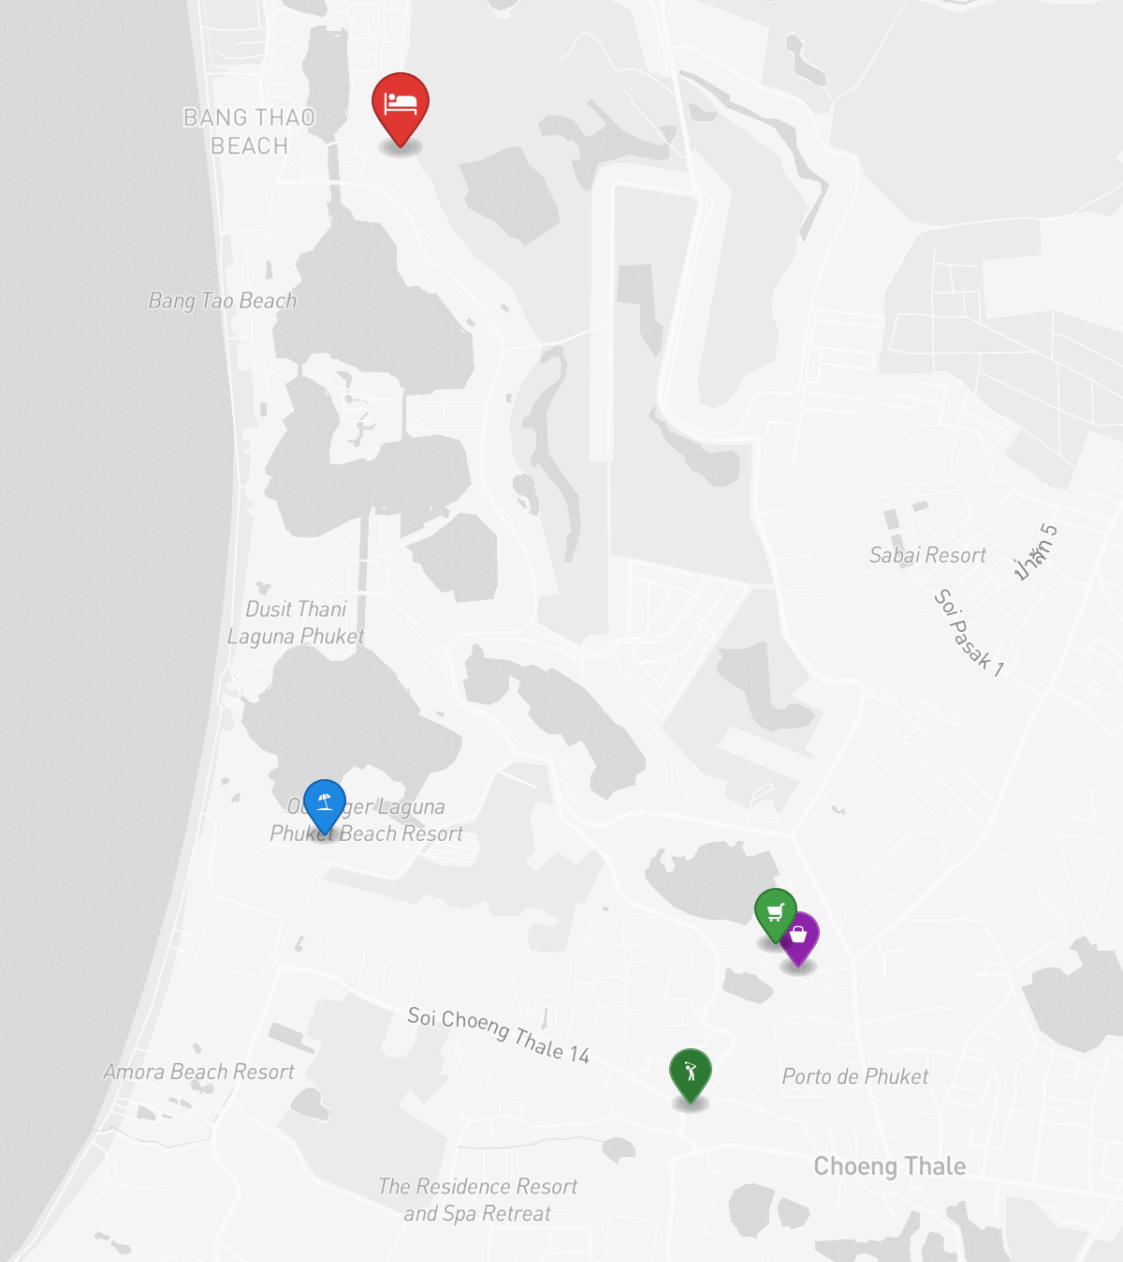 BANG THAO
BEACH
Bang Tao Beach
Sabai Resort
ป่าสัก 5
Soi Pasak 1
Dusit Thani
Laguna Phuket
Laguna
Phuket Beach Resort
Soi Choeng Thale 14
Amora Beach Resort
Porto de Phuket
Choeng Thale
The Residence Resort
and Spa Retreat